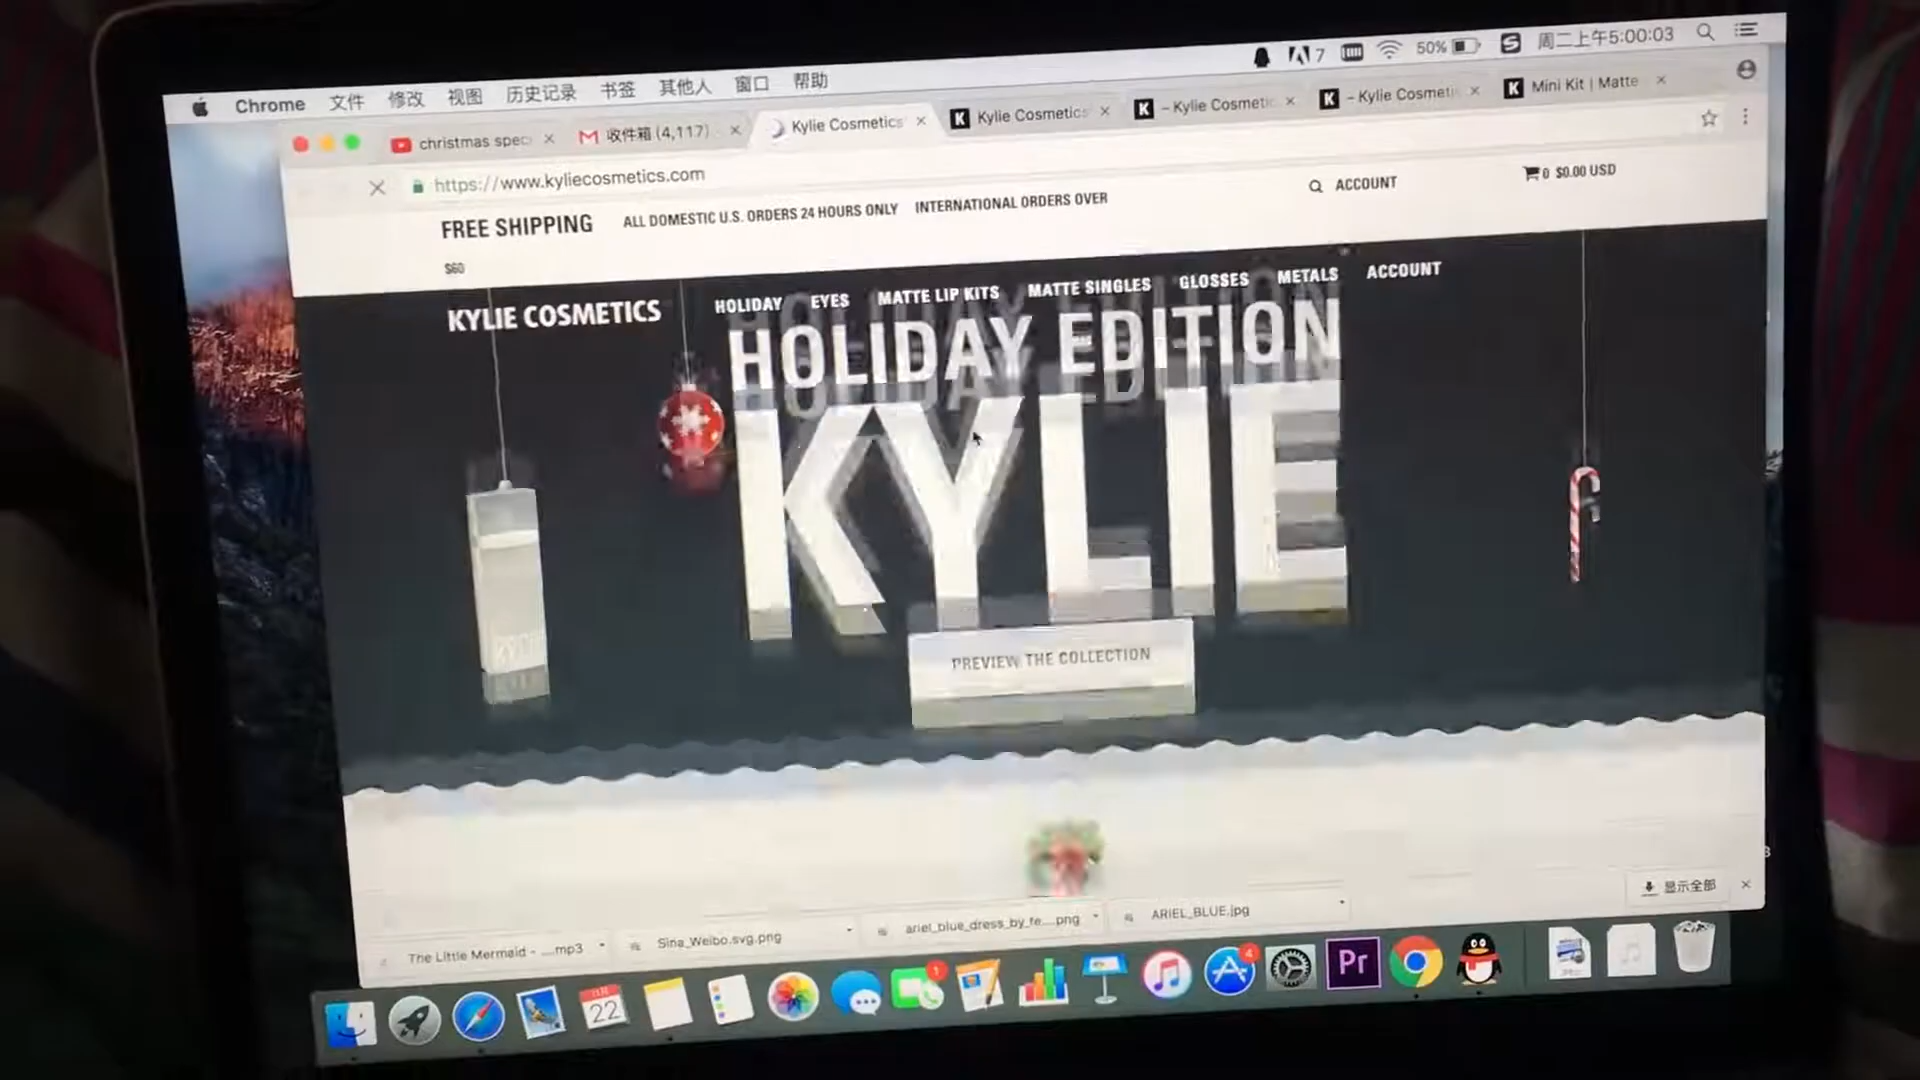 Chrome 文件 修改 视图 历史记录 书签 其他人 窗口 帮助 7 50% 周二上午5:00:03
christmas spec 收件箱 (4,117) Kylie Cosmetics Kylie Cosmetics – Kylie Cosmetic – Kylie Cosmeti Mini Kit | Matte
https://www.kyliecosmetics.com
FREE SHIPPING ALL DOMESTIC U.S. ORDERS 24 HOURS ONLY INTERNATIONAL ORDERS OVER
$60
ACCOUNT 0 $0.00 USD
KYLIE COSMETICS HOLIDAY EYES MATTE LIP KITS MATTE SINGLES GLOSSES METALS ACCOUNT
HOLIDAY EDITION
KYLIE
PREVIEW THE COLLECTION
The Little Mermaid - ....mp3 Sina_Weibo.svg.png ariel_blue_dress_by_fe....png ARIEL_BLUE.jpg 显示全部
22 1 4 Pr